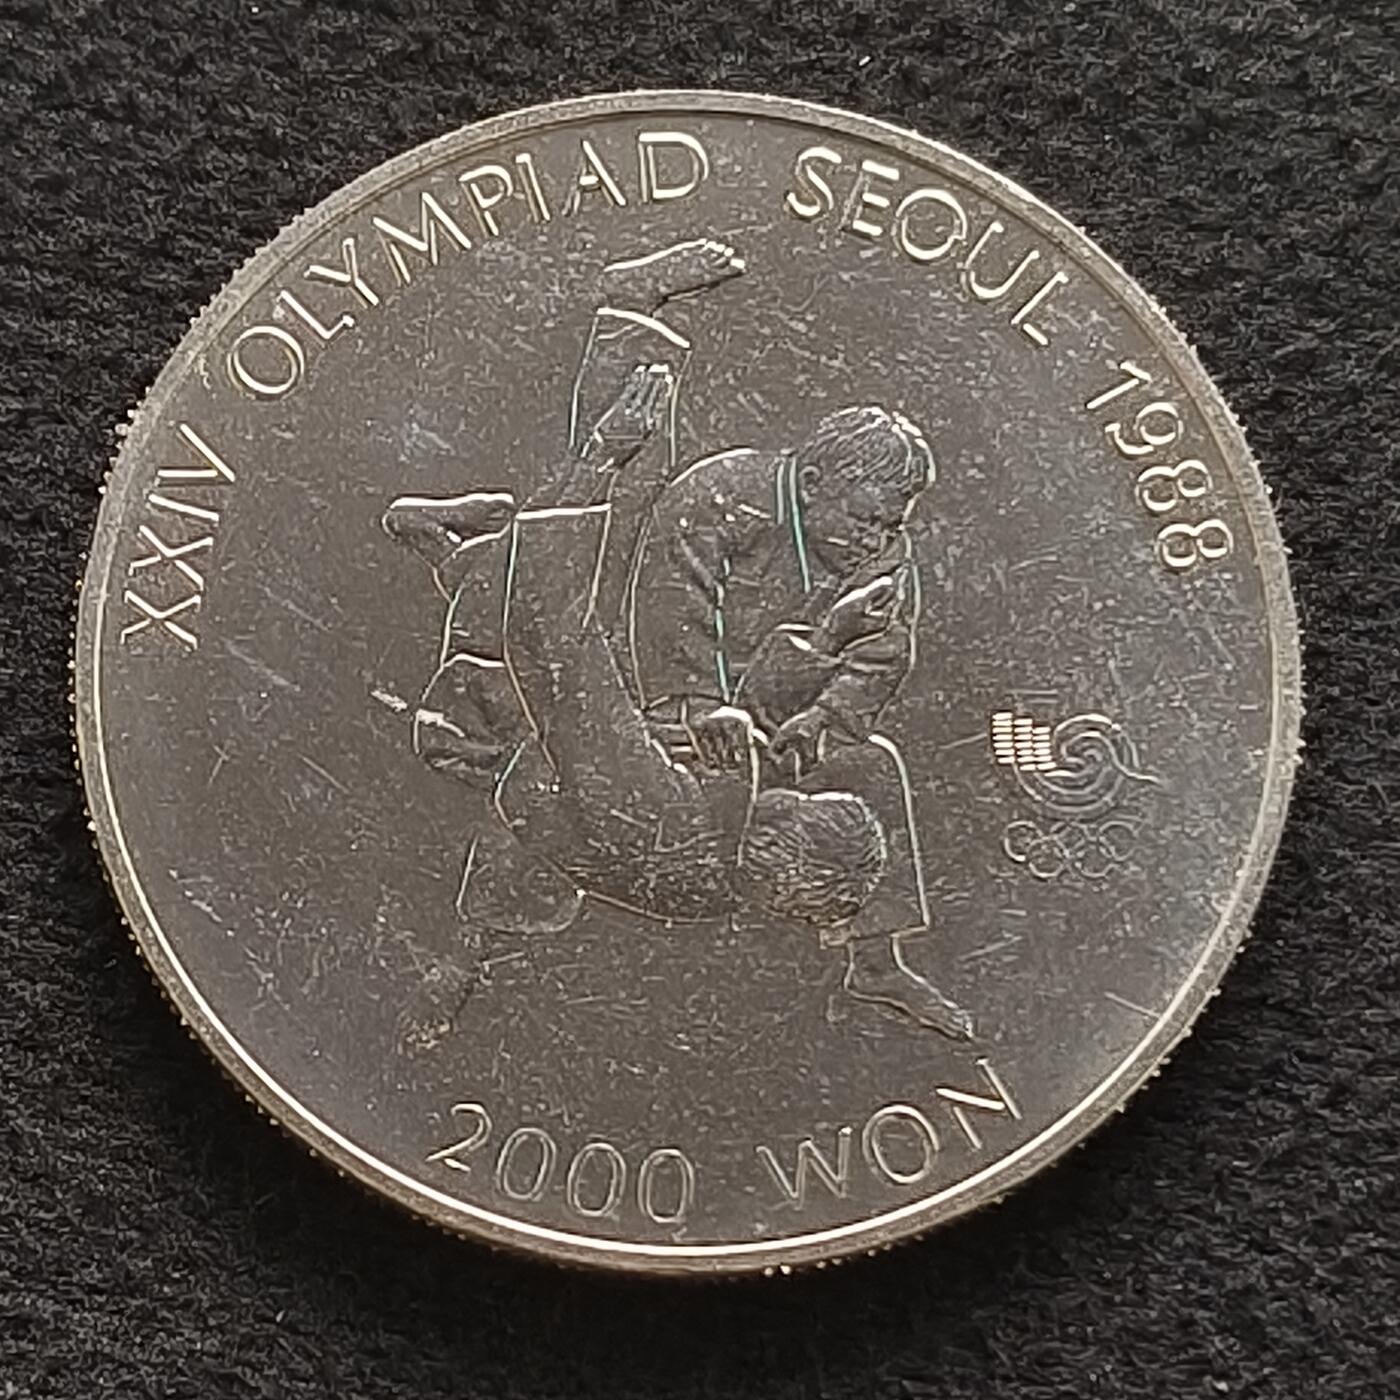 XXIV OLYMPIAD SEOUL 1988
2000 WON